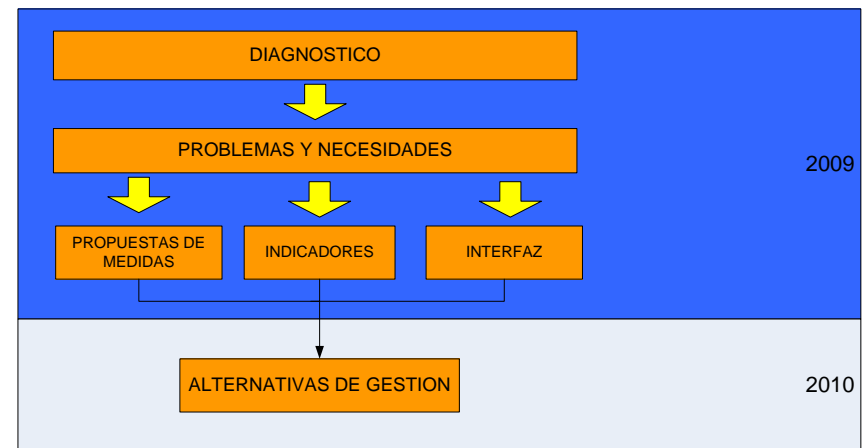 DIAGNOSTICO
PROBLEMAS Y NECESIDADES
2009
PROPUESTAS DE
MEDIDAS
INDICADORES
INTERFAZ
ALTERNATIVAS DE GESTION
2010